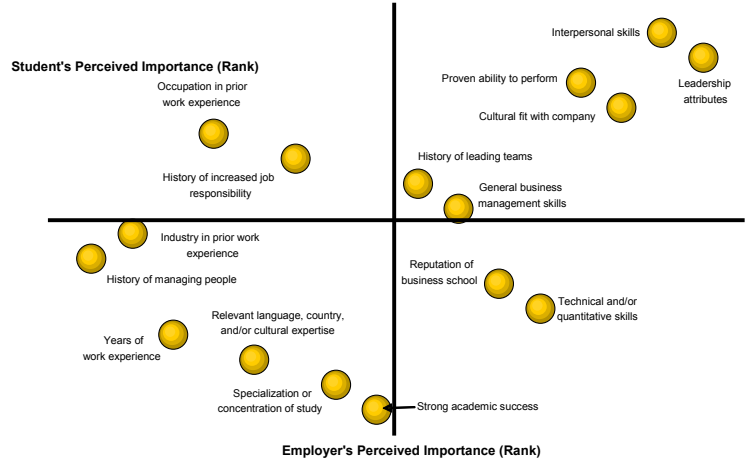 Interpersonal skills
Student's Perceived Importance (Rank)
Proven ability to perform
Leadership
attributes
Occupation in prior
work experience
Cultural fit with company
History of leading teams
History of increased job
responsibility
General business
management skills
Industry in prior work
experience
History of managing people
Reputation of
business school
Technical and/or
quantitative skills
Relevant language, country,
and/or cultural expertise
Years of
work experience
Specialization or
concentration of study
Strong academic success
Employer's Perceived Importance (Rank)